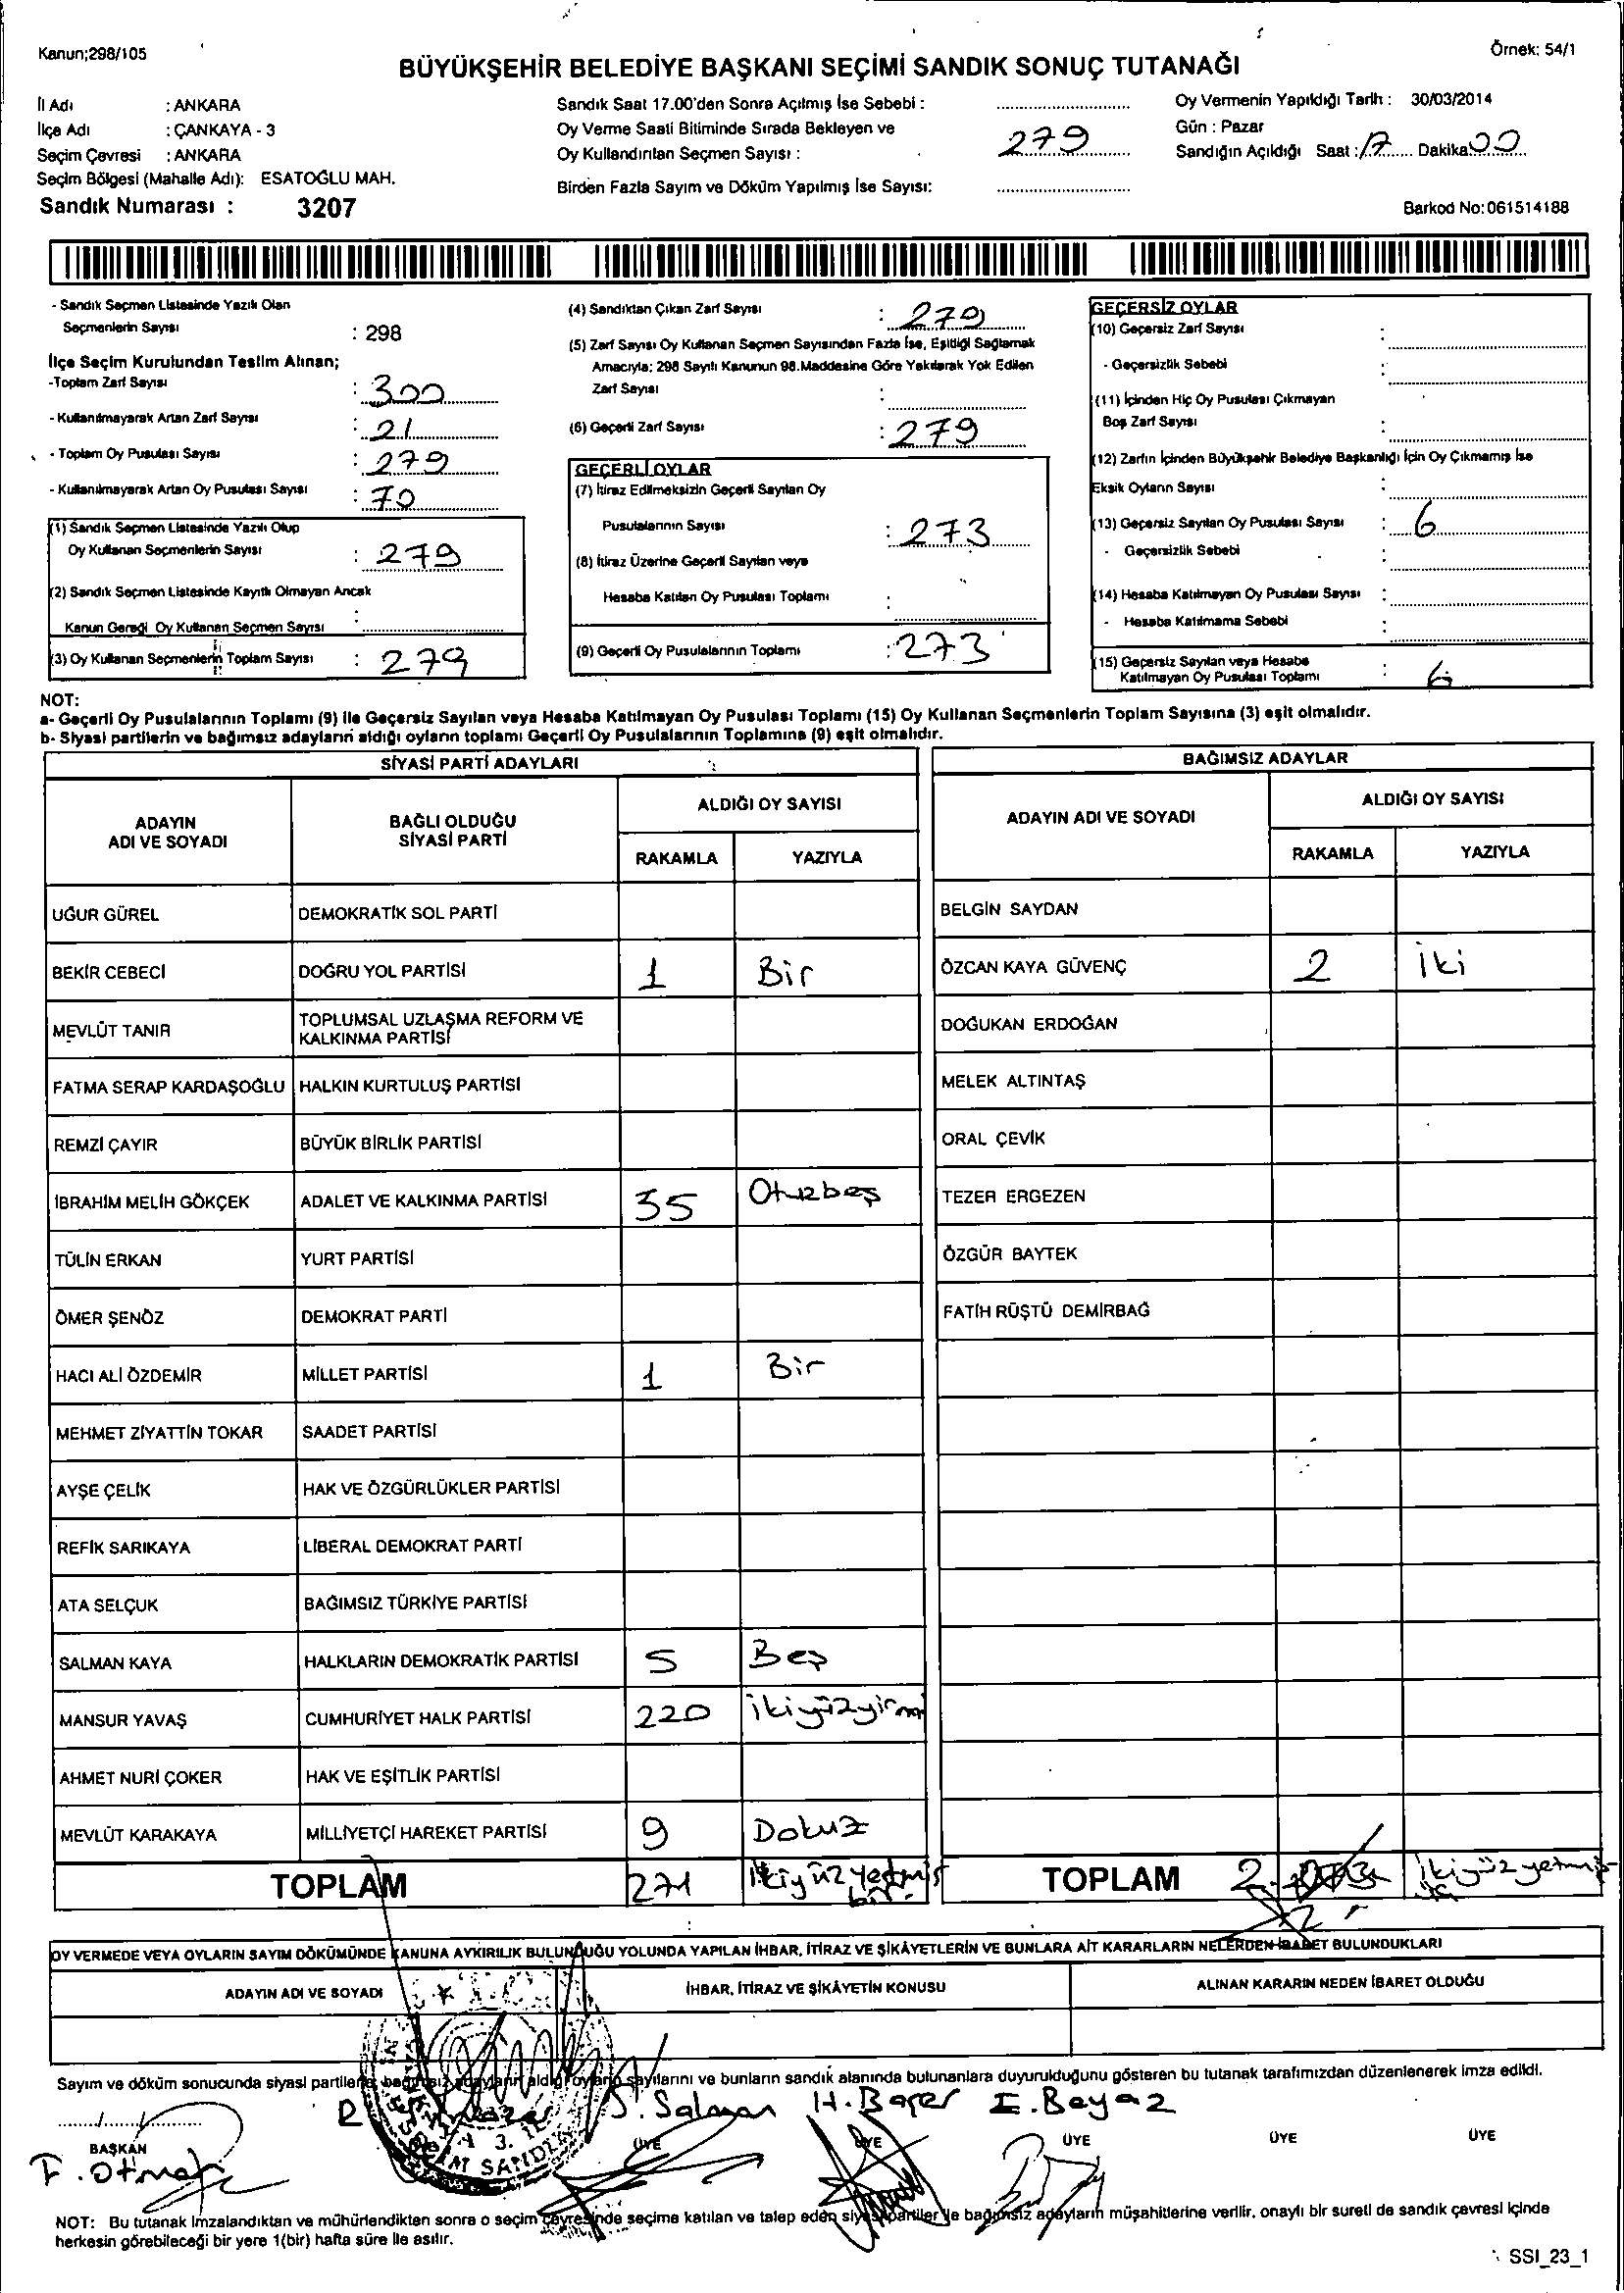 Kanun;298/105
Örnek: 54/1
BÜYÜKŞEHİR BELEDİYE BAŞKANI SEÇİMİ SANDIK SONUÇ TUTANAĞI
İl Adı : ANKARA
İlçe Adı : ÇANKAYA - 3
Seçim Çevresi : ANKARA
Seçim Bölgesi (Mahalle Adı): ESATOĞLU MAH.
Sandık Numarası : 3207
Sandık Saat 17.00'den Sonra Açılmış İse Sebebi :
Oy Verme Saati Bitiminde Sırada Bekleyen ve
Oy Kullandırılan Seçmen Sayısı : 279
Birden Fazla Sayım ve Döküm Yapılmış İse Sayısı:
Oy Vermenin Yapıldığı Tarih : 30/03/2014
Gün : Pazar
Sandığın Açıldığı Saat : 17 Dakika 00
Barkod No:061514188
- Sandık Seçmen Listesinde Yazılı Olan
Seçmenlerin Sayısı : 298
İlçe Seçim Kurulundan Teslim Alınan;
-Toplam Zarf Sayısı : 300
- Kullanılmayarak Artan Zarf Sayısı : 21
- Toplam Oy Pusulası Sayısı : 279
- Kullanılmayarak Artan Oy Pusulası Sayısı : 70
(1) Sandık Seçmen Listesinde Yazılı Olup
Oy Kullanan Seçmenlerin Sayısı : 279
(2) Sandık Seçmen Listesinde Kayıtlı Olmayan Ancak
Kanun Gereği Oy Kullanan Seçmen Sayısı :
(3) Oy Kullanan Seçmenlerin Toplam Sayısı : 279
(4) Sandıktan Çıkan Zarf Sayısı : 279
(5) Zarf Sayısı Oy Kullanan Seçmen Sayısından Fazla İse, Eşitliği Sağlamak
Amacıyla; 298 Sayılı Kanunun 98.Maddesine Göre Yakılarak Yok Edilen
Zarf Sayısı :
(6) Geçerli Zarf Sayısı : 279
GEÇERLİ OYLAR
(7) İtiraz Edilmeksizin Geçerli Sayılan Oy
Pusulalarının Sayısı : 273
(8) İtiraz Üzerine Geçerli Sayılan veya
Hesaba Katılan Oy Pusulası Toplamı :
(9) Geçerli Oy Pusulalarının Toplamı : 273
GEÇERSİZ OYLAR
(10) Geçersiz Zarf Sayısı :
- Geçersizlik Sebebi :
(11) İçinden Hiç Oy Pusulası Çıkmayan
Boş Zarf Sayısı :
(12) Zarfın İçinden Büyükşehir Belediye Başkanlığı İçin Oy Çıkmamış İse
Eksik Oyların Sayısı :
(13) Geçersiz Sayılan Oy Pusulası Sayısı : 6
- Geçersizlik Sebebi :
(14) Hesaba Katılmayan Oy Pusulası Sayısı :
- Hesaba Katılmama Sebebi :
(15) Geçersiz Sayılan veya Hesaba
Katılmayan Oy Pusulası Toplamı : 6
NOT:
a- Geçerli Oy Pusulalarının Toplamı (9) ile Geçersiz Sayılan veya Hesaba Katılmayan Oy Pusulası Toplamı (15) Oy Kullanan Seçmenlerin Toplam Sayısına (3) eşit olmalıdır.
b- Siyasi partilerin ve bağımsız adayların aldığı oyların toplamı Geçerli Oy Pusulalarının Toplamına (9) eşit olmalıdır.
SİYASİ PARTİ ADAYLARI
ADAYIN ADI VE SOYADI
BAĞLI OLDUĞU SİYASİ PARTİ
ALDIĞI OY SAYISI
RAKAMLA YAZIYLA
UĞUR GÜREL DEMOKRATİK SOL PARTİ
BEKİR CEBECİ DOĞRU YOL PARTİSİ 1 Bir
MEVLÜT TANIR TOPLUMSAL UZLAŞMA REFORM VE
KALKINMA PARTİSİ
FATMA SERAP KARDAŞOĞLU HALKIN KURTULUŞ PARTİSİ
REMZİ ÇAYIR BÜYÜK BİRLİK PARTİSİ
İBRAHİM MELİH GÖKÇEK ADALET VE KALKINMA PARTİSİ 35 Otuzbeş
TÜLİN ERKAN YURT PARTİSİ
ÖMER ŞENÖZ DEMOKRAT PARTİ
HACI ALİ ÖZDEMİR MİLLET PARTİSİ 1 Bir
MEHMET ZİYATTİN TOKAR SAADET PARTİSİ
AYŞE ÇELİK HAK VE ÖZGÜRLÜKLER PARTİSİ
REFİK SARIKAYA LİBERAL DEMOKRAT PARTİ
ATA SELÇUK BAĞIMSIZ TÜRKİYE PARTİSİ
SALMAN KAYA HALKLARIN DEMOKRATİK PARTİSİ 5 Beş
MANSUR YAVAŞ CUMHURİYET HALK PARTİSİ 220 ikiyüzyirmi
AHMET NURİ ÇOKER HAK VE EŞİTLİK PARTİSİ
MEVLÜT KARAKAYA MİLLİYETÇİ HAREKET PARTİSİ 9 Dokuz
TOPLAM 271 İkiyüzyetmiş
bir
BAĞIMSIZ ADAYLAR
ADAYIN ADI VE SOYADI
ALDIĞI OY SAYISI
RAKAMLA YAZIYLA
BELGİN SAYDAN
ÖZCAN KAYA GÜVENÇ 2 İki
DOĞUKAN ERDOĞAN
MELEK ALTINTAŞ
ORAL ÇEVİK
TEZER ERGEZEN
ÖZGÜR BAYTEK
FATİH RÜŞTÜ DEMİRBAĞ
TOPLAM 2 ikiyüz yetmiş
üç
OY VERMEDE VEYA OYLARIN SAYIM DÖKÜMÜNDE KANUNA AYKIRILIK BULUNDUĞU YOLUNDA YAPILAN İHBAR, İTİRAZ VE ŞİKÂYETLERİN VE BUNLARA AİT KARARLARIN NELERDEN İBARET BULUNDUKLARI
ADAYIN ADI VE SOYADI
İHBAR, İTİRAZ VE ŞİKÂYETİN KONUSU
ALINAN KARARIN NEDEN İBARET OLDUĞU
Sayım ve döküm sonucunda siyasi partilerle, bağımsız adayların aldığı oyların sayılarını ve bunların sandık alanında bulunanlara duyurulduğunu gösteren bu tutanak tarafımızdan düzenlenerek imza edildi.
S. Salman H. Başer E. Beyaz
BAŞKAN
ÜYE ÜYE ÜYE ÜYE ÜYE
NOT: Bu tutanak imzalandıktan ve mühürlendikten sonra o seçim çevresinde seçime katılan ve talep eden siyasi partiler ile bağımsız adayların müşahitlerine verilir, onaylı bir sureti de sandık çevresi içinde
herkesin görebileceği bir yere 1(bir) hafta süre ile asılır.
SSI_23_1